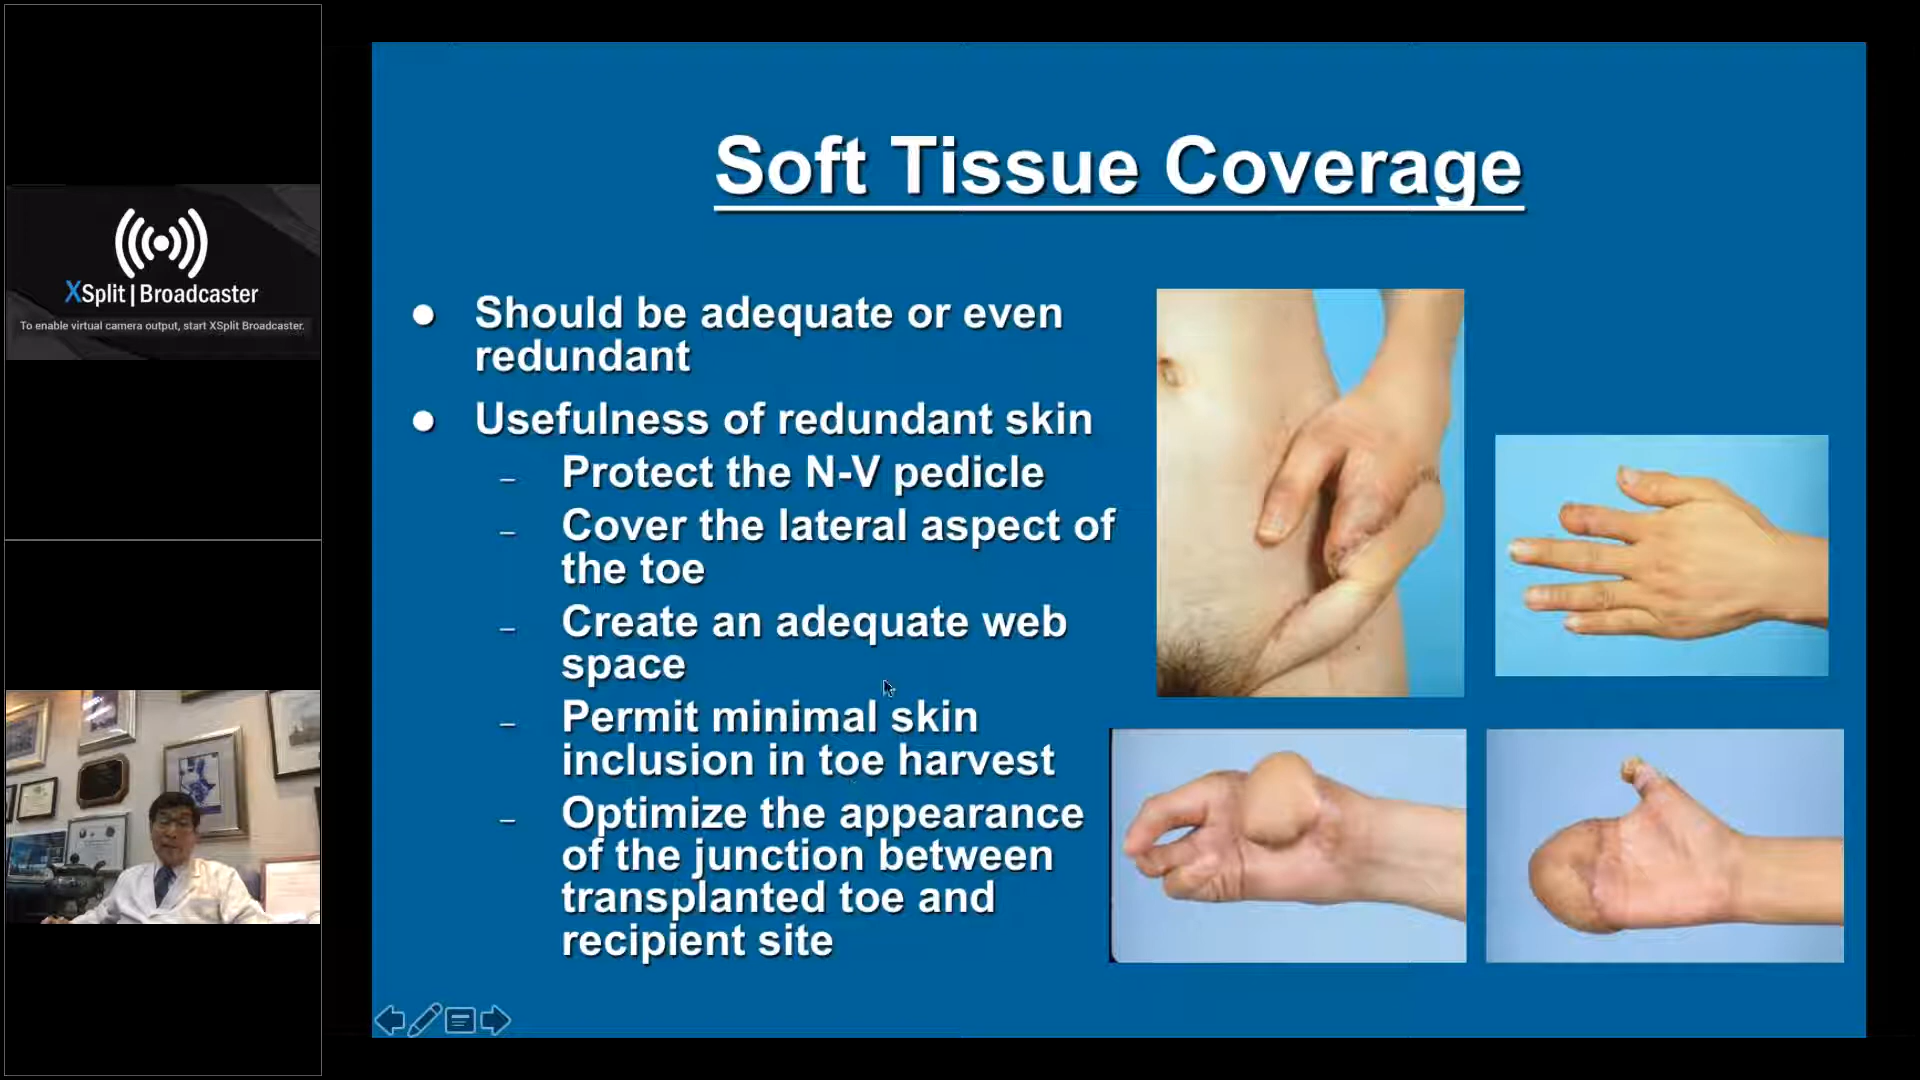 XSplit | Broadcaster
To enable virtual camera output, start XSplit Broadcaster.
Soft Tissue Coverage
Should be adequate or even
redundant
Usefulness of redundant skin
Protect the N-V pedicle
Cover the lateral aspect of
the toe
Create an adequate web
space
Permit minimal skin
inclusion in toe harvest
Optimize the appearance
of the junction between
transplanted toe and
recipient site